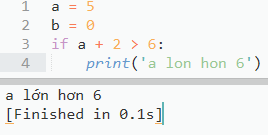 1 a = 5
2 b = 0
3 if a + 2 > 6:
4     print('a lon hon 6')
a lớn hơn 6
[Finished in 0.1s]